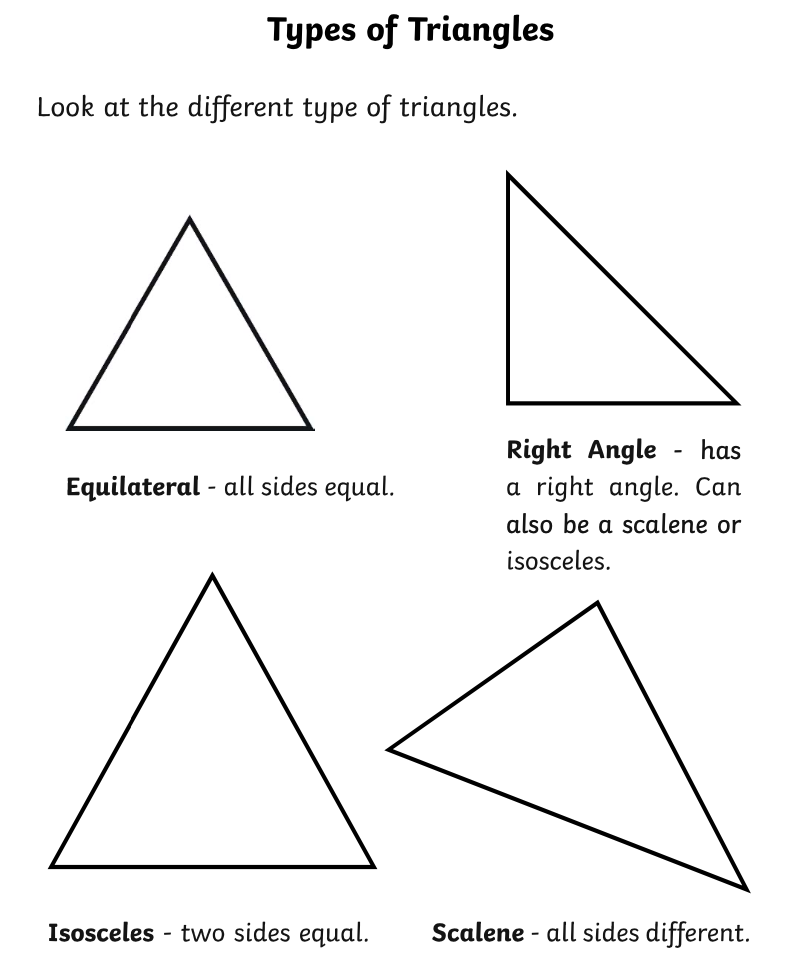 Types of Triangles
Look at the different type of triangles.
Equilateral - all sides equal.
Right Angle - has
a right angle. Can
also be a scalene or
isosceles.
Isosceles - two sides equal.
Scalene - all sides different.